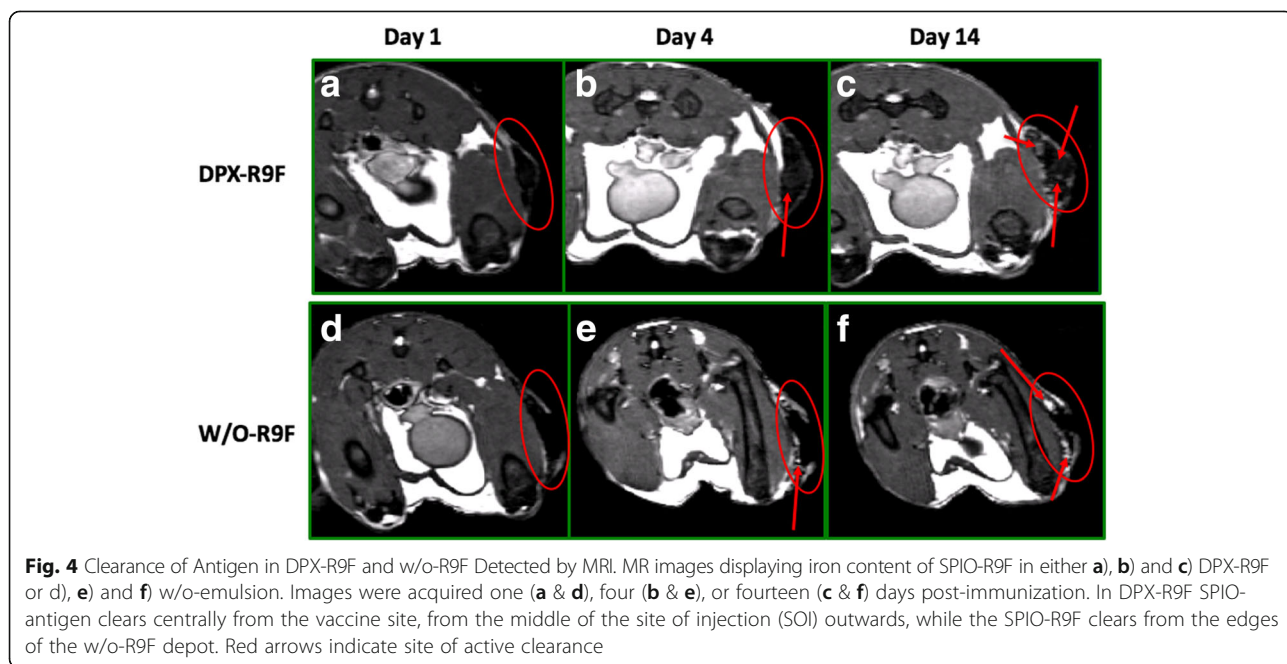 Day 1 Day 4 Day 14
DPX-R9F
a b c
W/O-R9F
d e f
Fig. 4 Clearance of Antigen in DPX-R9F and w/o-R9F Detected by MRI. MR images displaying iron content of SPIO-R9F in either a), b) and c) DPX-R9F
or d), e) and f) w/o-emulsion. Images were acquired one (a & d), four (b & e), or fourteen (c & f) days post-immunization. In DPX-R9F SPIO-
antigen clears centrally from the vaccine site, from the middle of the site of injection (SOI) outwards, while the SPIO-R9F clears from the edges
of the w/o-R9F depot. Red arrows indicate site of active clearance